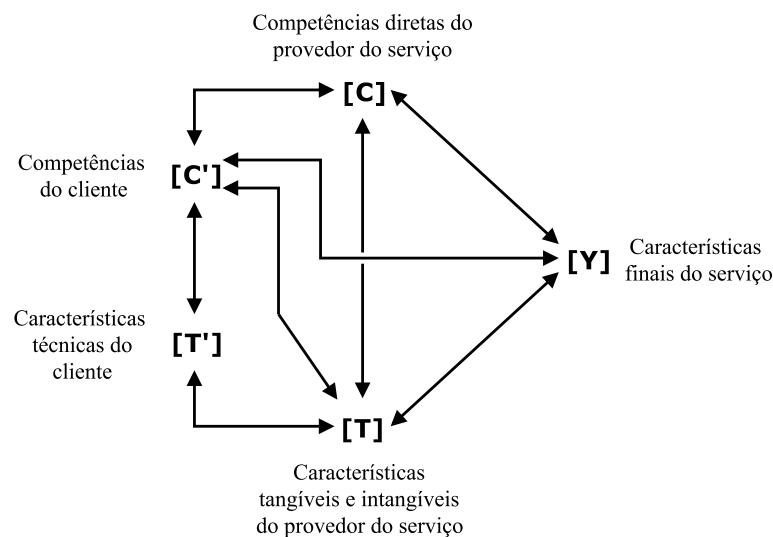 Competências diretas do
provedor do serviço
[C]
Competências
do cliente
[C']
[Y]
Características
finais do serviço
Características
técnicas do
cliente
[T']
[T]
Características
tangíveis e intangíveis
do provedor do serviço